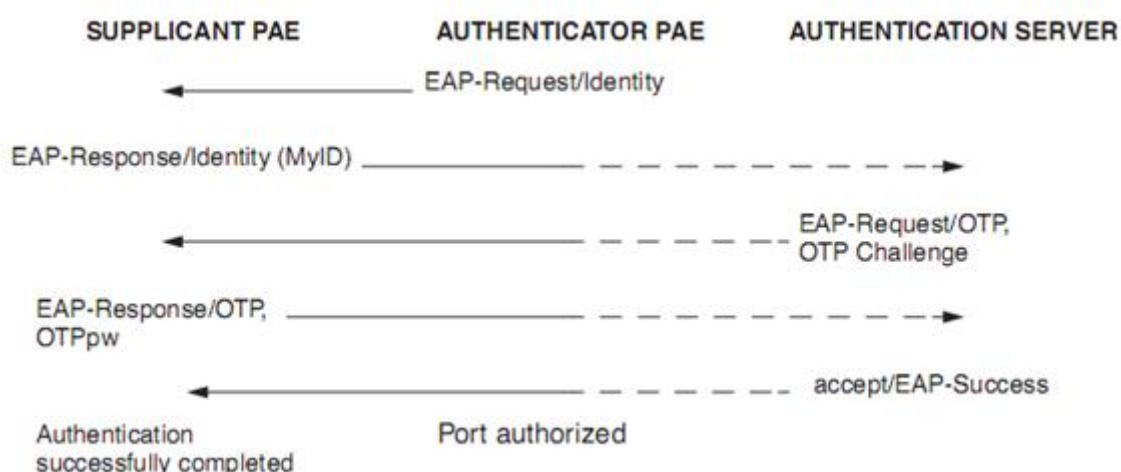 SUPPLICANT PAE AUTHENTICATOR PAE AUTHENTICATION SERVER
EAP-Request/Identity
EAP-Response/Identity (MyID)
EAP-Request/OTP,
OTP Challenge
EAP-Response/OTP,
OTPpw
accept/EAP-Success
Authentication
successfully completed
Port authorized